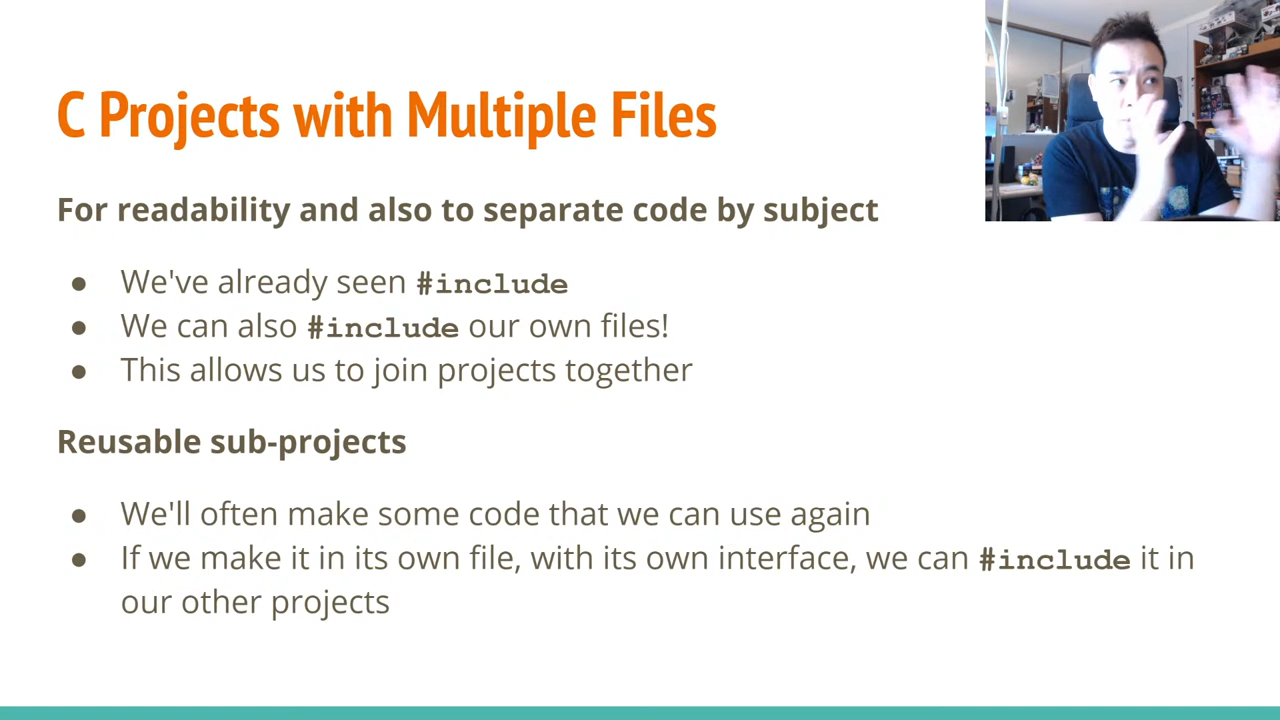 C Projects with Multiple Files
For readability and also to separate code by subject
● We've already seen #include
● We can also #include our own files!
● This allows us to join projects together
Reusable sub-projects
● We'll often make some code that we can use again
● If we make it in its own file, with its own interface, we can #include it in
our other projects